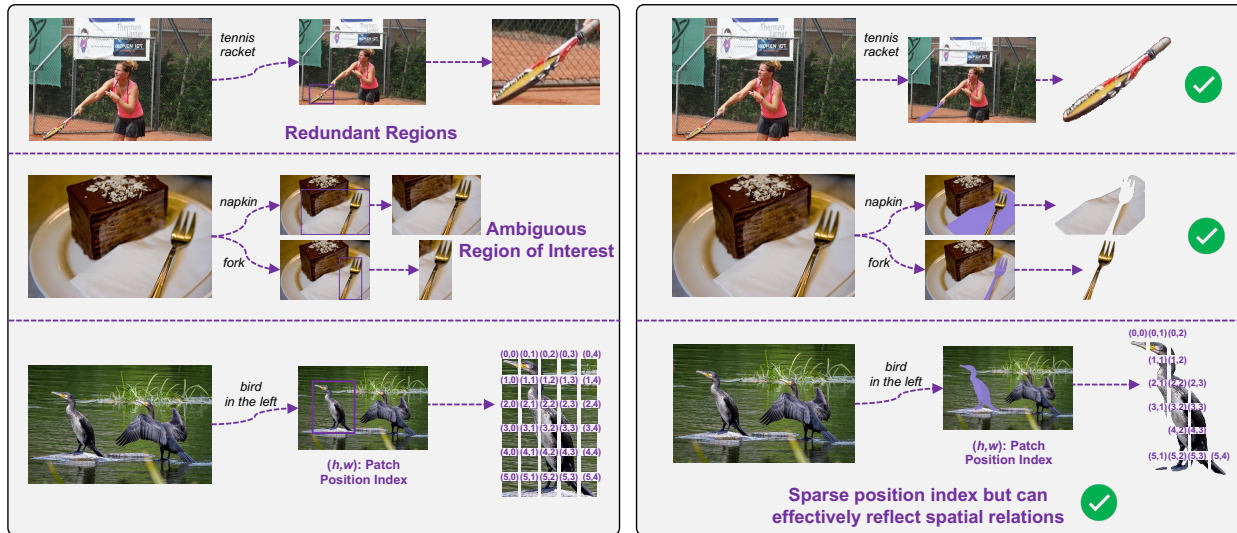 tennis
racket
Redundant Regions
napkin
fork
Ambiguous
Region of Interest
bird
in the left
(h,w): Patch
Position Index
(0,0) (0,1) (0,2) (0,3) (0,4)
(1,0) (1,1) (1,2) (1,3) (1,4)
(2,0) (2,1) (2,2) (2,3) (2,4)
(3,0) (3,1) (3,2) (3,3) (3,4)
(4,0) (4,1) (4,2) (4,3) (4,4)
(5,0) (5,1) (5,2) (5,3) (5,4)
tennis
racket
napkin
fork
bird
in the left
(h,w): Patch
Position Index
(0,0) (0,1) (0,2)
(1,1) (1,2)
(2,1) (2,2) (2,3)
(3,1) (3,2) (3,3)
(4,2) (4,3)
(5,1) (5,2) (5,3) (5,4)
Sparse position index but can
effectively reflect spatial relations